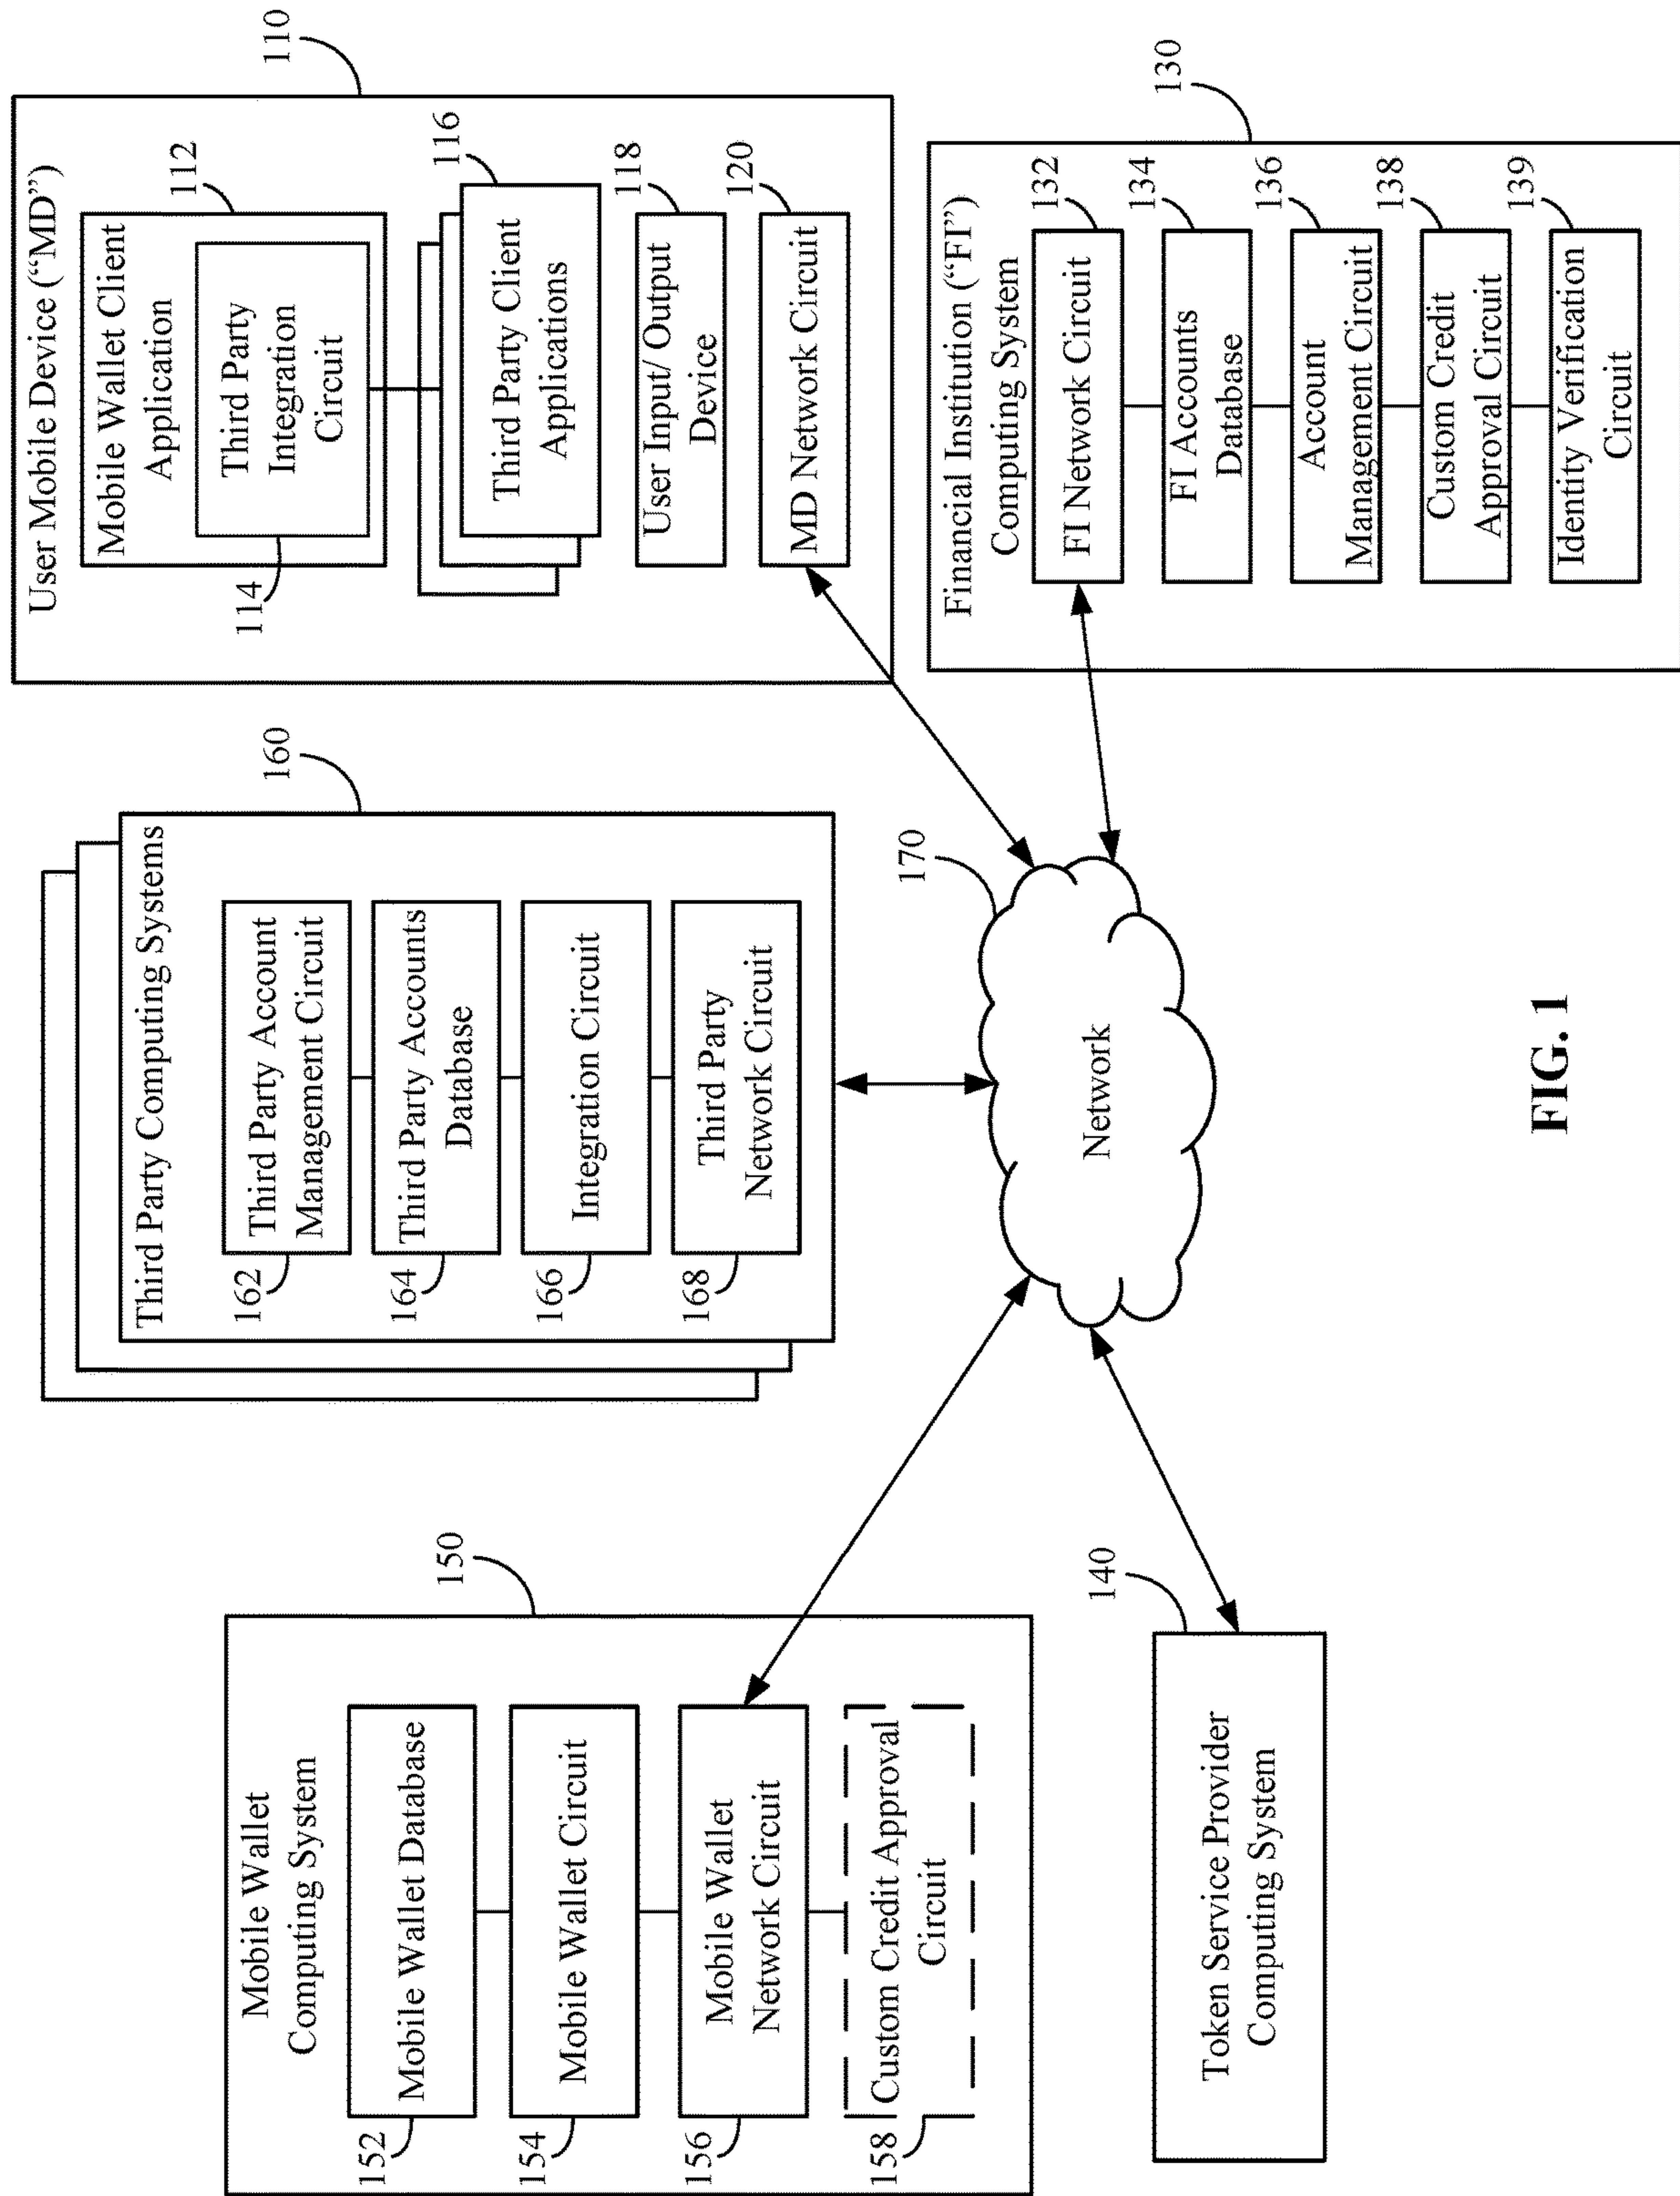 Mobile Wallet
Computing System
150
Mobile Wallet Database
152
Mobile Wallet Circuit
154
Mobile Wallet
Network Circuit
156
Custom Credit Approval
Circuit
158
Token Service Provider
Computing System
140
Third Party Computing Systems
160
Third Party Account
Management Circuit
162
Third Party Accounts
Database
164
Integration Circuit
166
Third Party
Network Circuit
168
Network
170
User Mobile Device (“MD”)
110
Mobile Wallet Client
Application
112
Third Party
Integration
Circuit
114
Third Party Client
Applications
116
User Input/ Output
Device
118
MD Network Circuit
120
Financial Institution (“FI”)
Computing System
130
FI Network Circuit
132
FI Accounts
Database
134
Account
Management Circuit
136
Custom Credit
Approval Circuit
138
Identity Verification
Circuit
139
FIG. 1